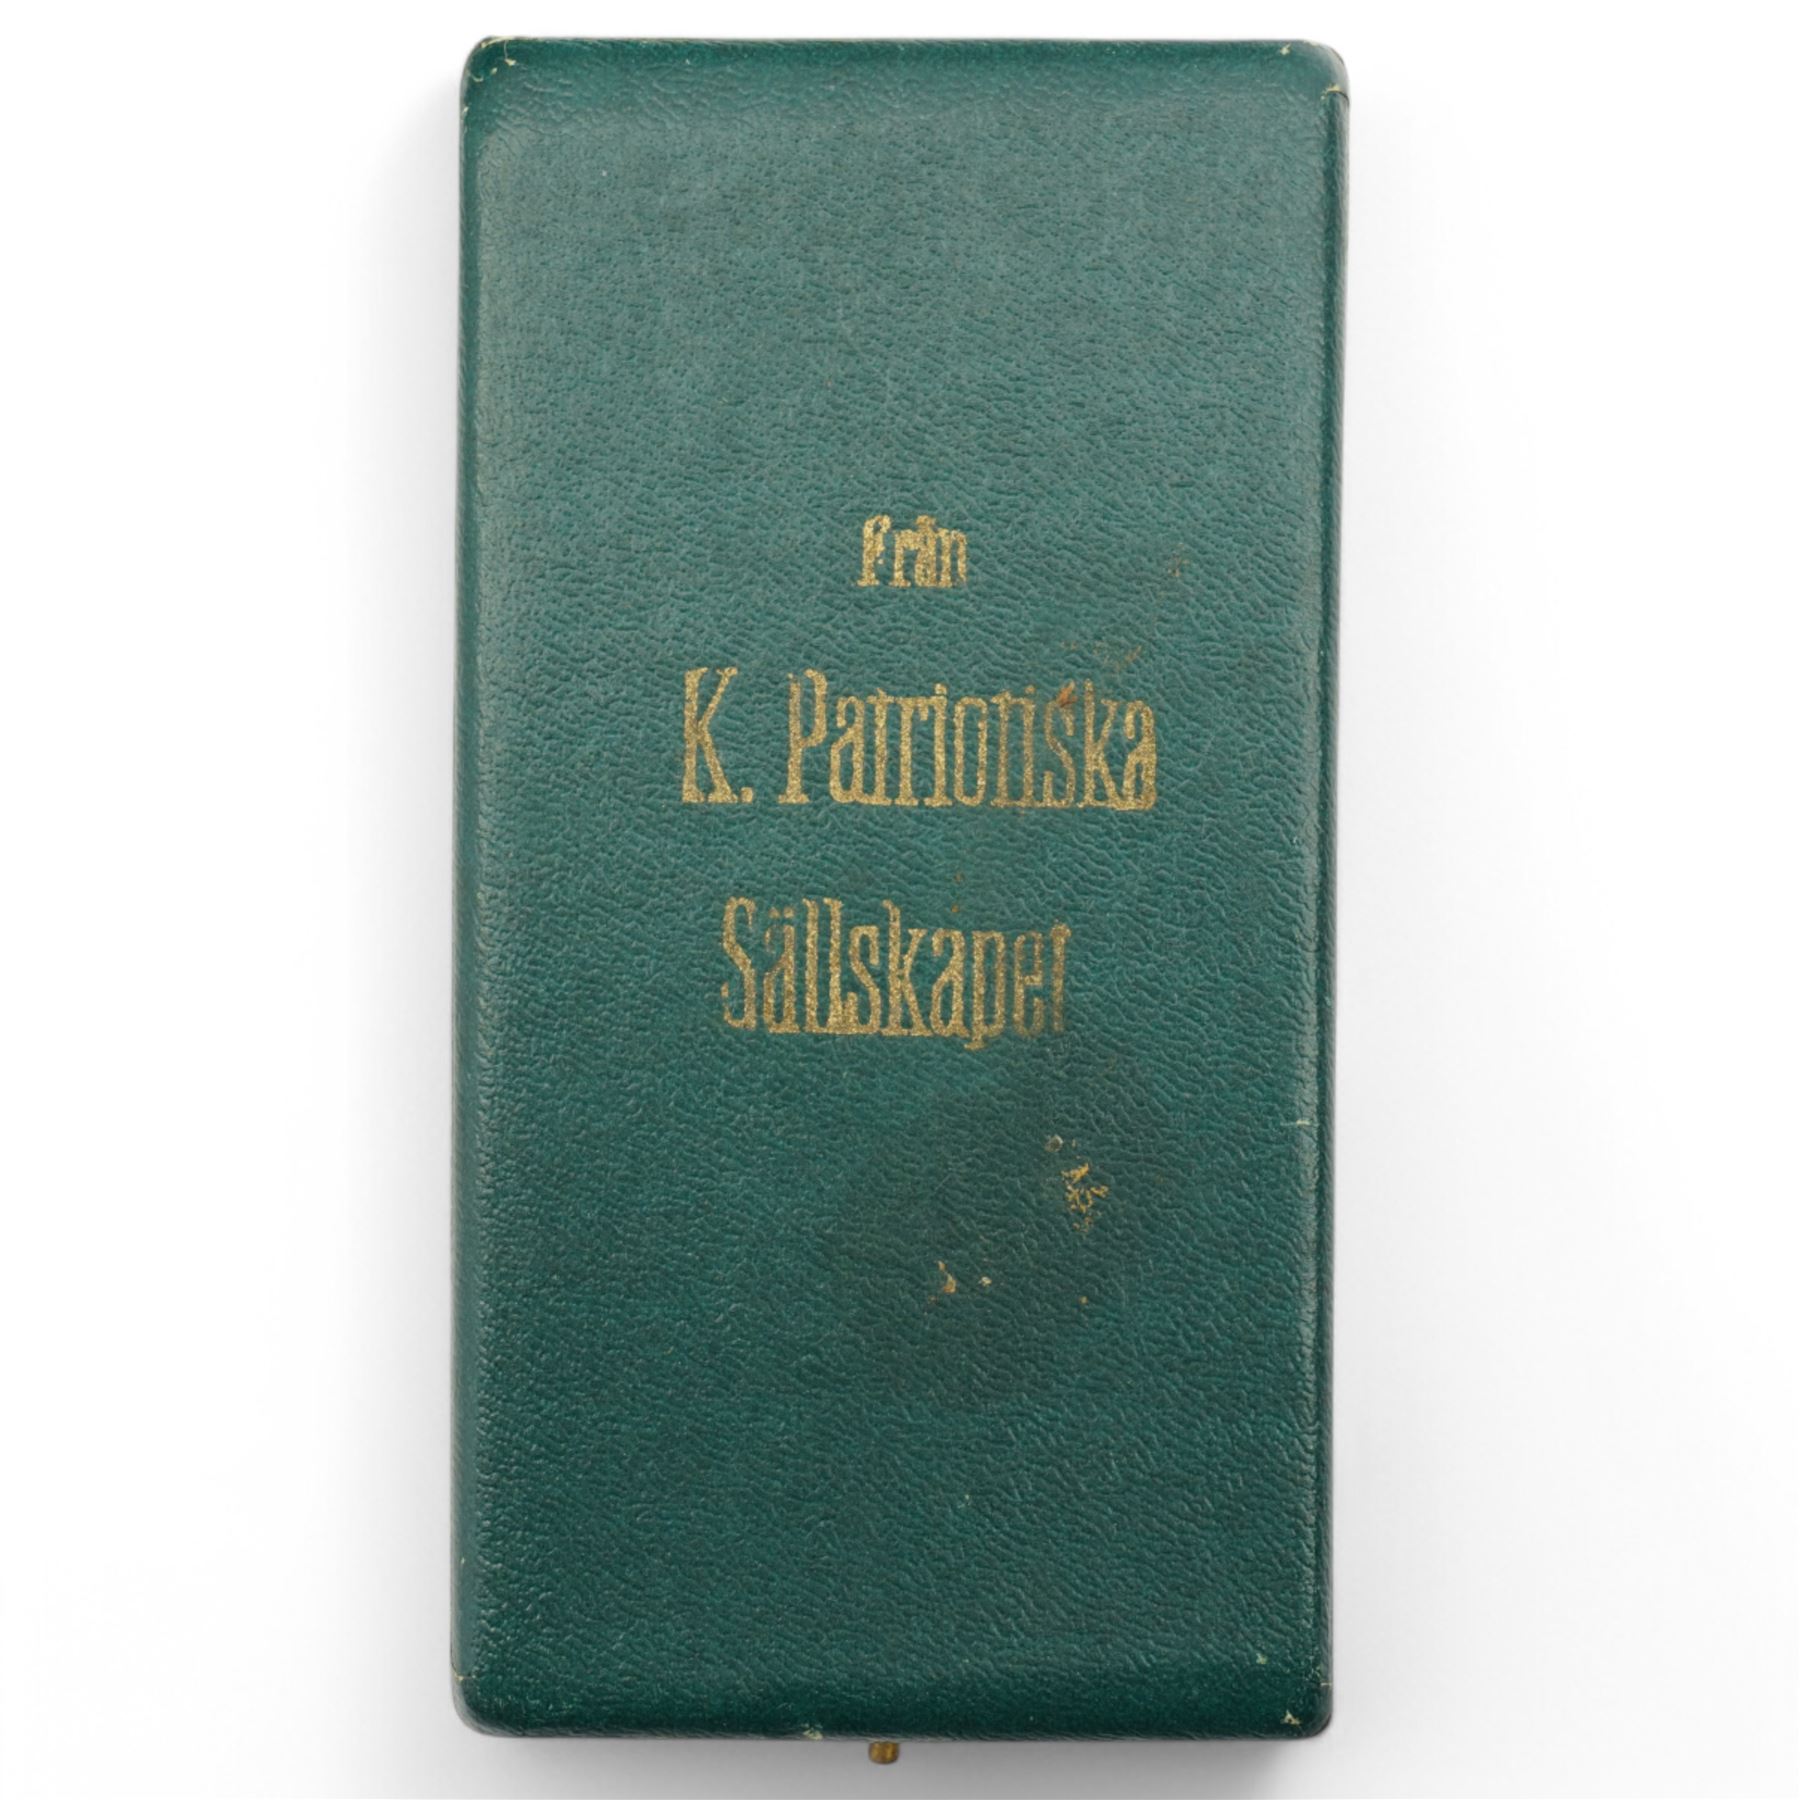 från
K. Patriotiska
Sällskapet